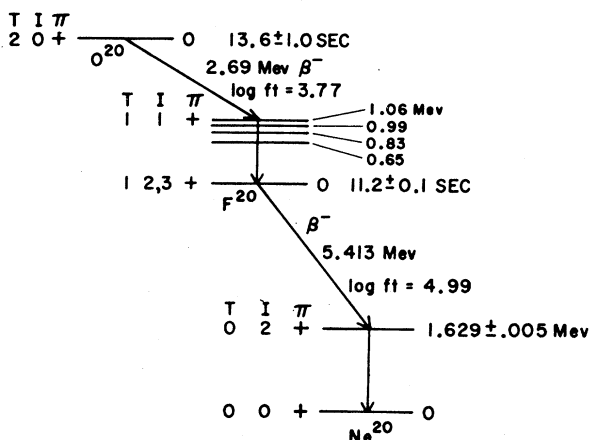 T I π
2 0 + 0 13.6±1.0 SEC
O20
2.69 Mev β−
log ft = 3.77
T I π 1.06 Mev
1 1 + 0.99
0.83
0.65
1 2,3 + 0 11.2±0.1 SEC
F20
β−
5.413 Mev
log ft = 4.99
T I π
0 2 + 1.629±.005 Mev
0 0 + 0
Ne20